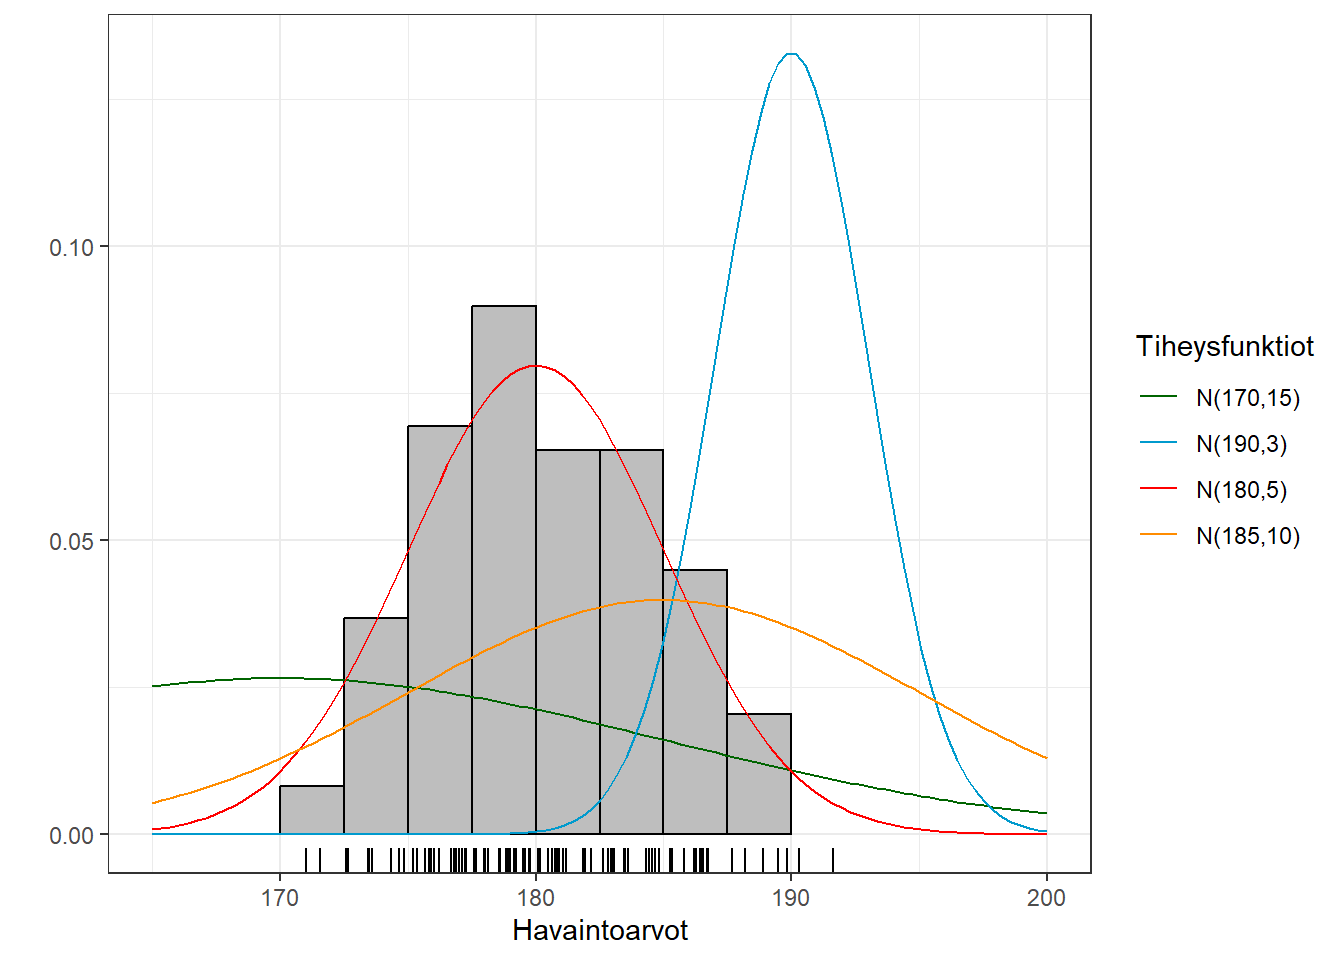 0.10
0.05
0.00
170
180
190
200
Havaintoarvot
Tiheysfunktiot
N(170,15)
N(190,3)
N(180,5)
N(185,10)